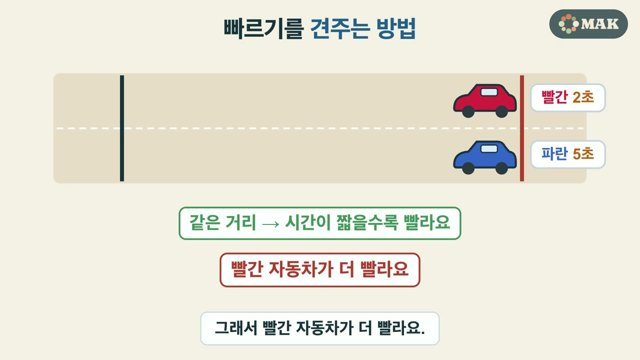 빠르기를 견주는 방법
MAK
빨간 2초
파란 5초
같은 거리 → 시간이 짧을수록 빨라요
빨간 자동차가 더 빨라요
그래서 빨간 자동차가 더 빨라요.